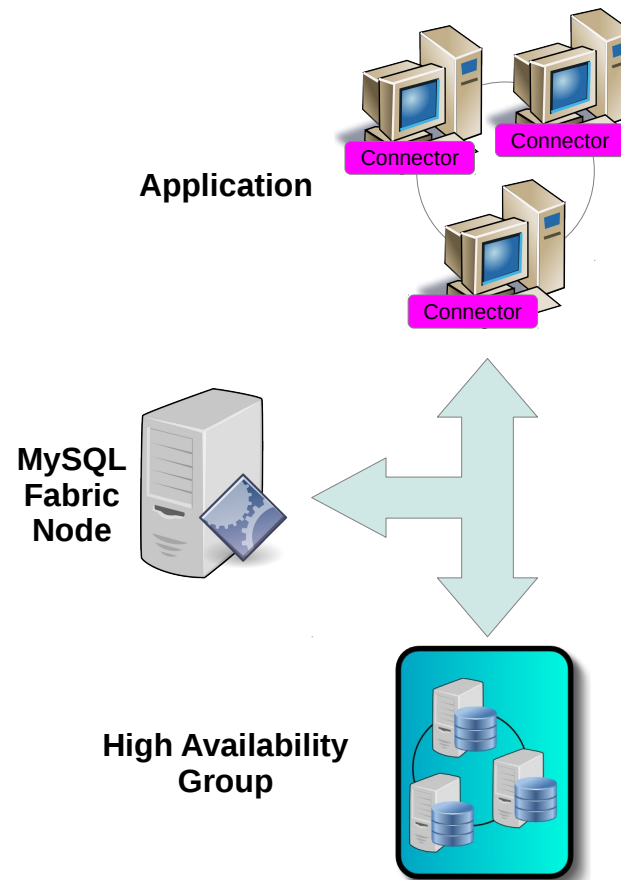 Connector
Connector
Application
Connector
MySQL
Fabric
Node
High Availability
Group